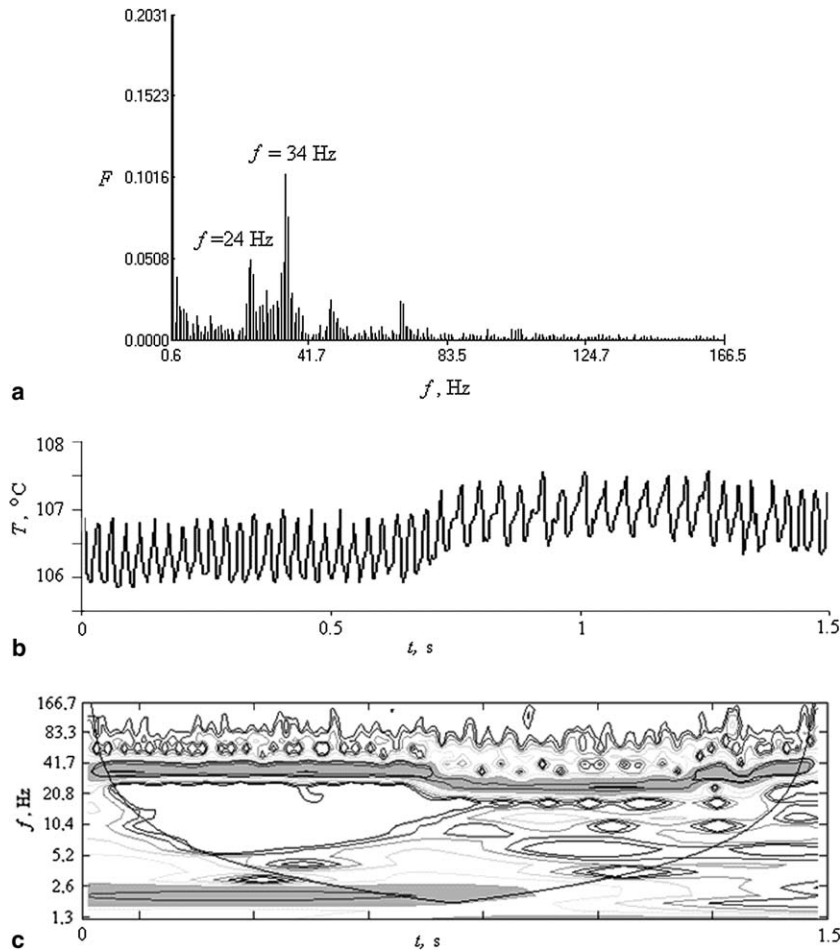 0.2031
0.1523
f = 34 Hz
F
0.1016
f =24 Hz
0.0508
0.0000
0.6 41.7 83.5 124.7 166.5
f, Hz
a
108
107
T, °C
106
0 0.5 1 1.5
t, s
b
166.7
83.3
41.7
20.8
f, Hz
10.4
5.2
2.6
1.3
0 1.5
t, s
c